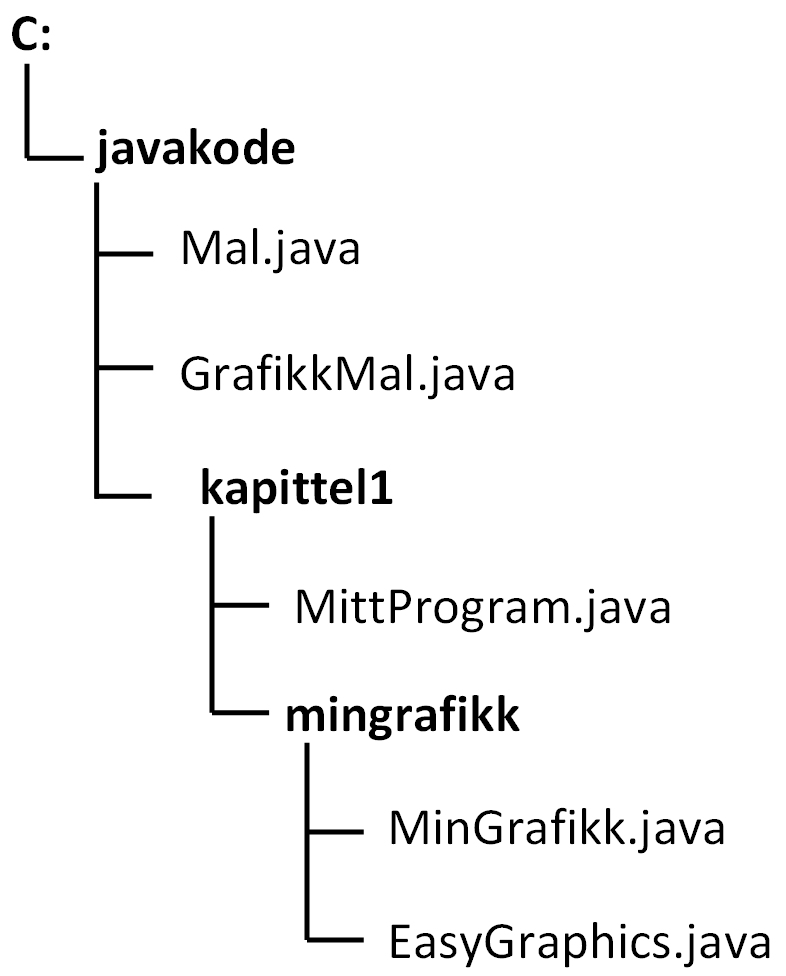 C:
javakode
Mal.java
GrafikkMal.java
kapittel1
MittProgram.java
mingrafikk
MinGrafikk.java
EasyGraphics.java